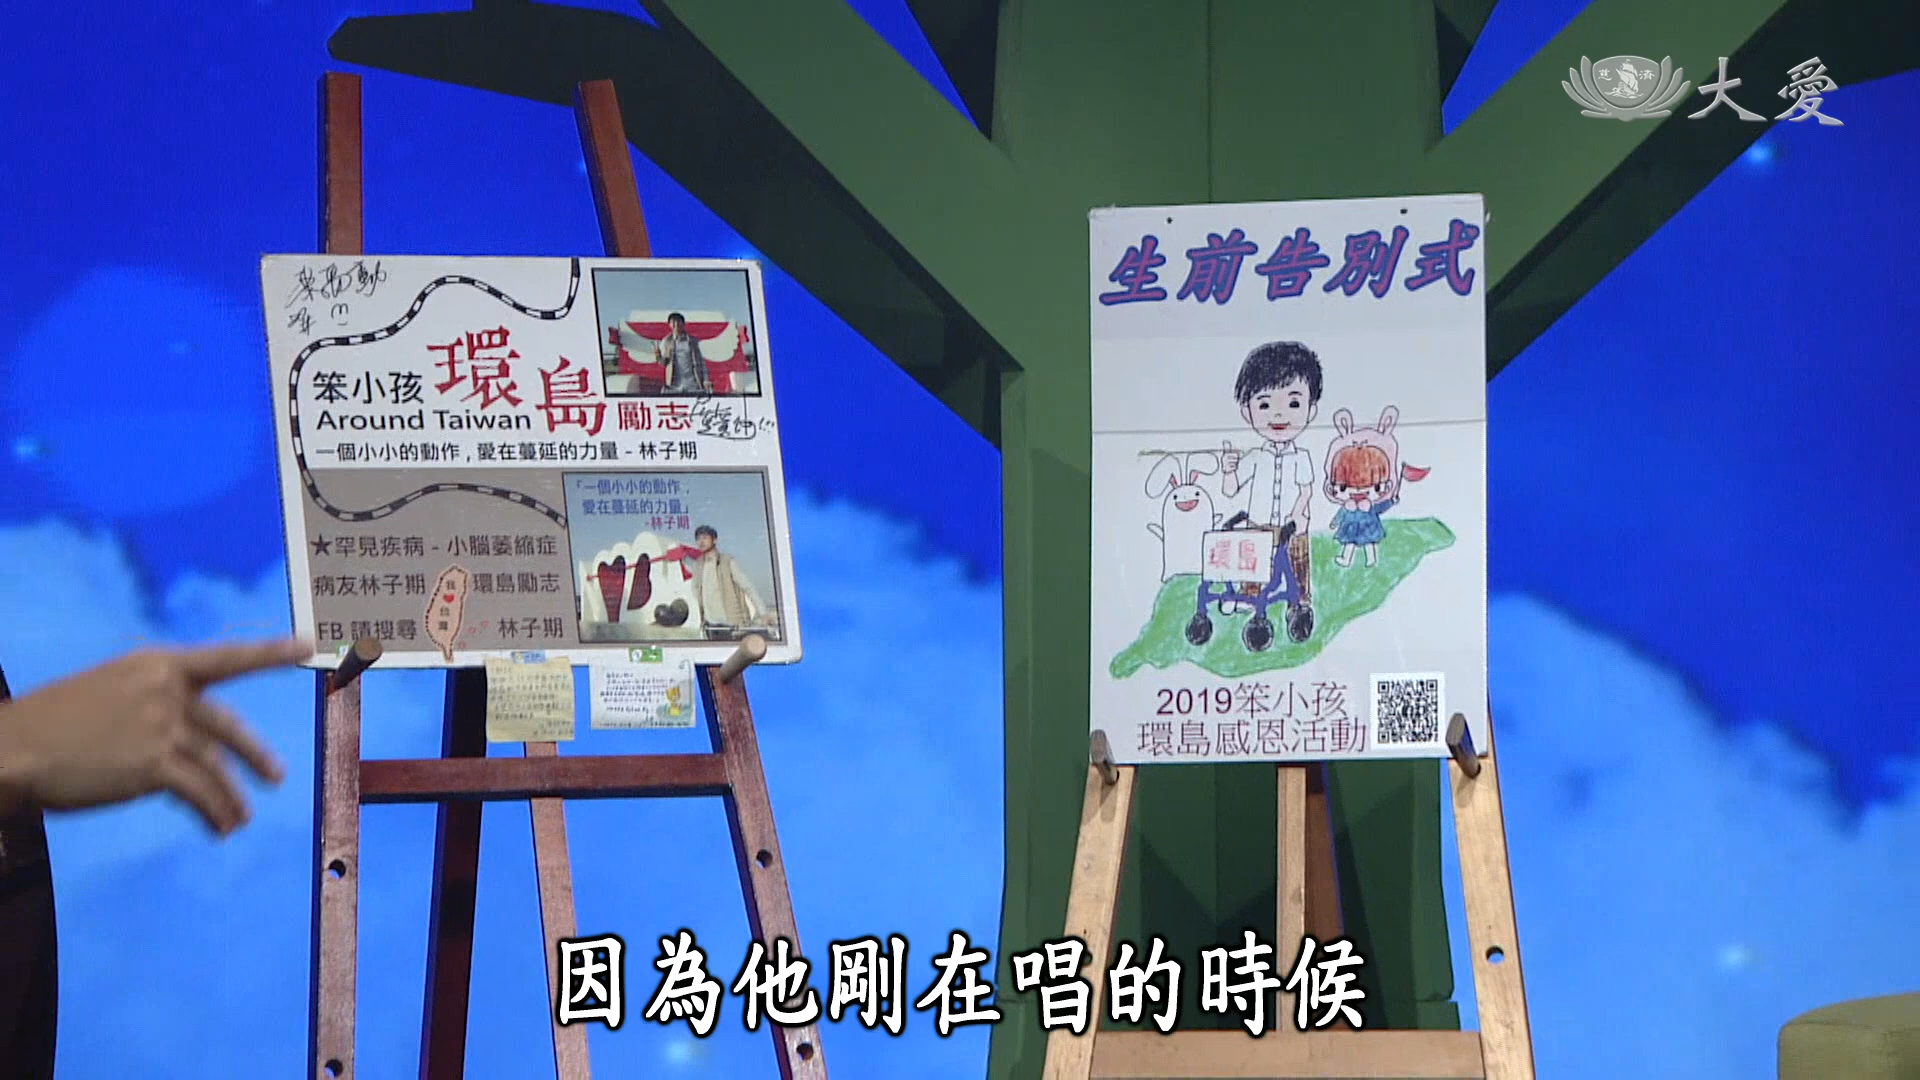 慈濟
大愛
笨小孩環島勵志
Around Taiwan
一個小小的動作,愛在蔓延的力量-林子期
「一個小小的動作,
愛在蔓延的力量」
-林子期
★罕見疾病-小腦萎縮症
病友林子期 環島勵志
我
台灣
FB 請搜尋 林子期
生前告別式
環島
2019笨小孩
環島感恩活動
因為他剛在唱的時候